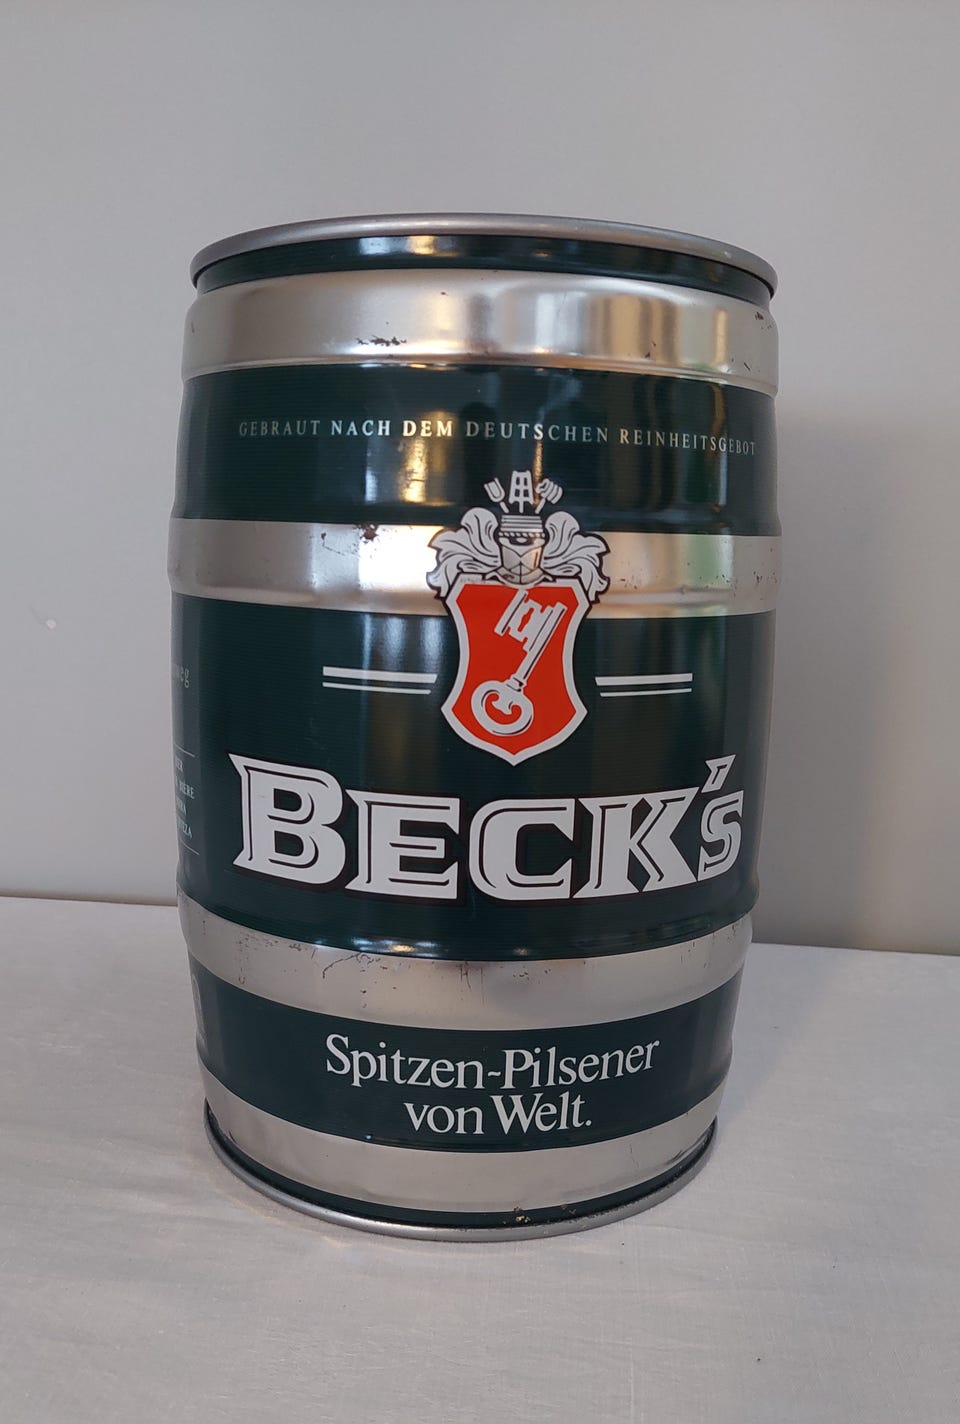 GEBRAUT NACH DEM DEUTSCHEN REINHEITSGEBOT
BECK'S
Spitzen-Pilsener
von Welt.